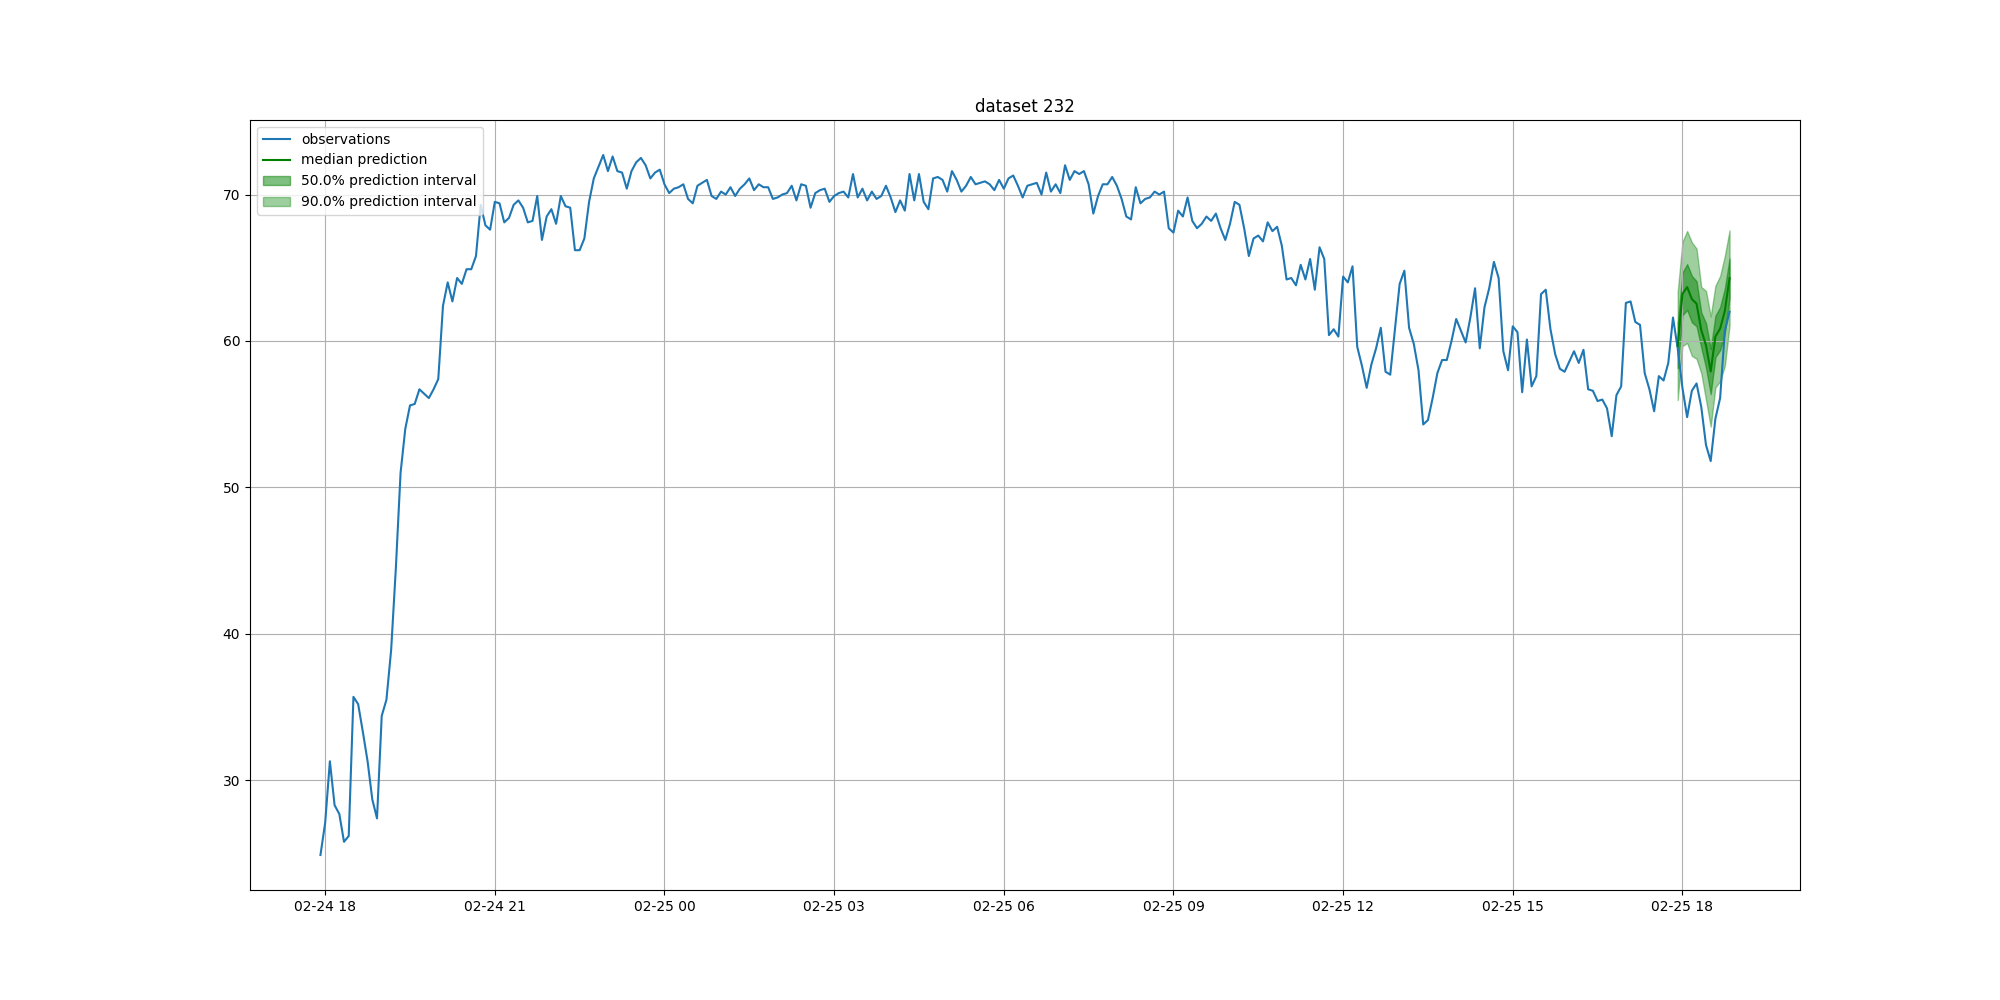 dataset 232
observations
median prediction
50.0% prediction interval
90.0% prediction interval
70
60
50
40
30
02-24 18
02-24 21
02-25 00
02-25 03
02-25 06
02-25 09
02-25 12
02-25 15
02-25 18